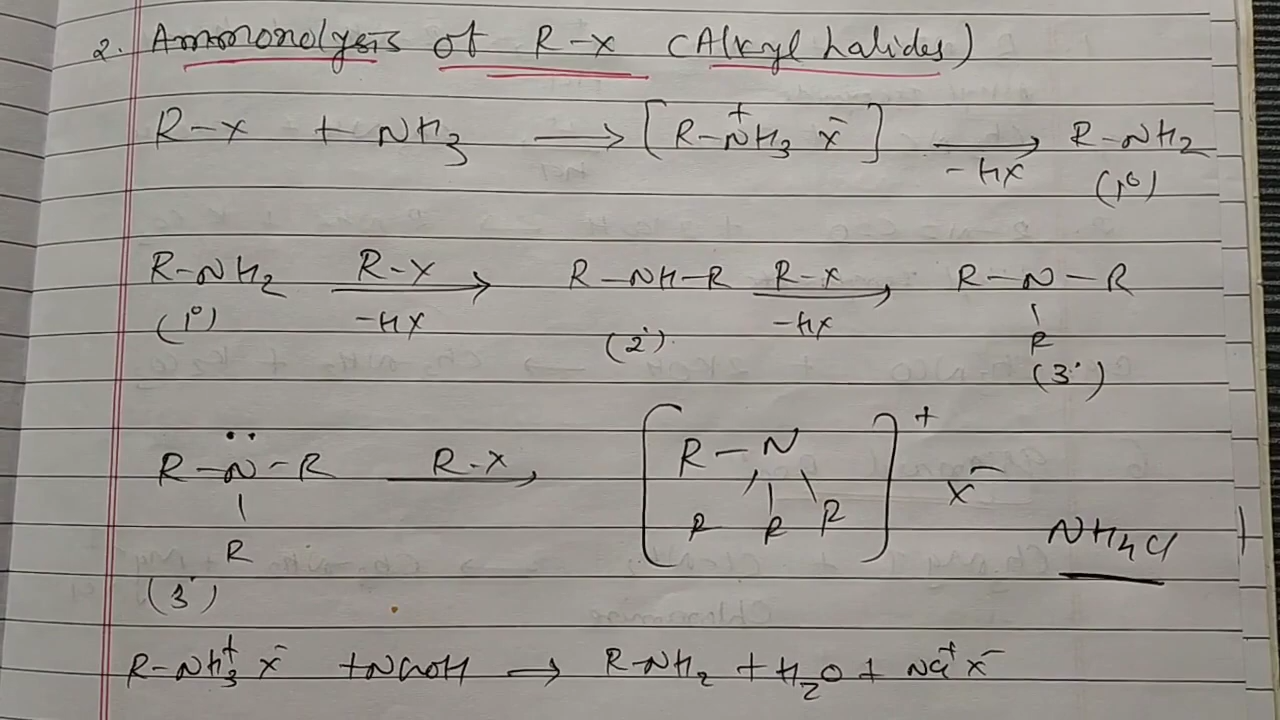 2. Ammonolysis of R-X (Alkyl halides)
R-X + NH3 → [R-N⁺H3 X⁻] →(-HX) R-NH2
(1°)
R-NH2 →(R-X, -HX) R-NH-R →(R-X, -HX) R-N-R
(1°) (2°) R
(3°)
R-N̈-R →(R-X) [R-N R R R]⁺ X⁻
R NH4Cl
(3°)
R-NH3⁺ X⁻ + NaOH → R-NH2 + H2O + Na⁺X⁻